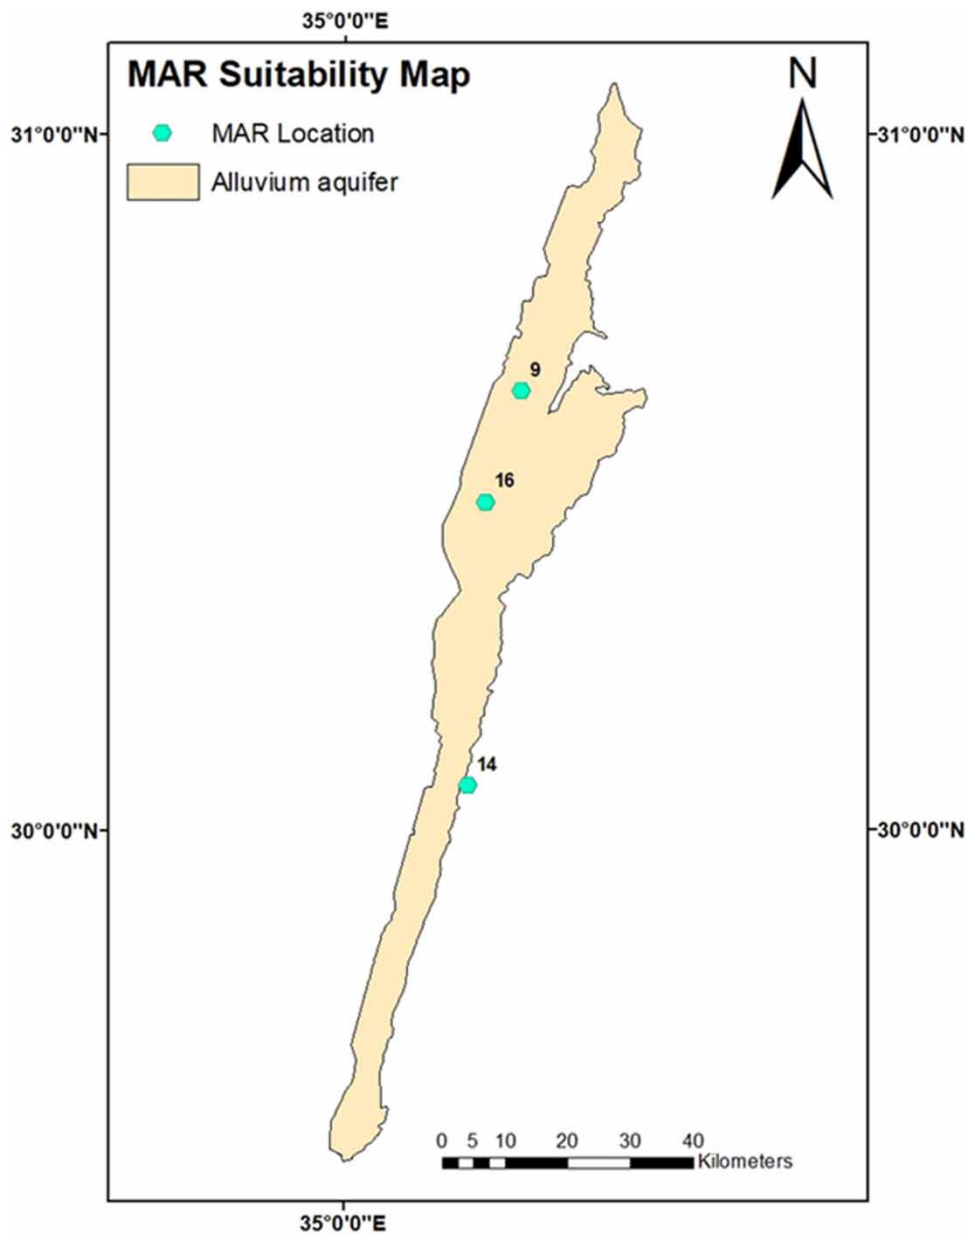 35°0'0"E
MAR Suitability Map
N
MAR Location
31°0'0"N
31°0'0"N
Alluvium aquifer
9
16
14
30°0'0"N
30°0'0"N
0 5 10 20 30 40
Kilometers
35°0'0"E